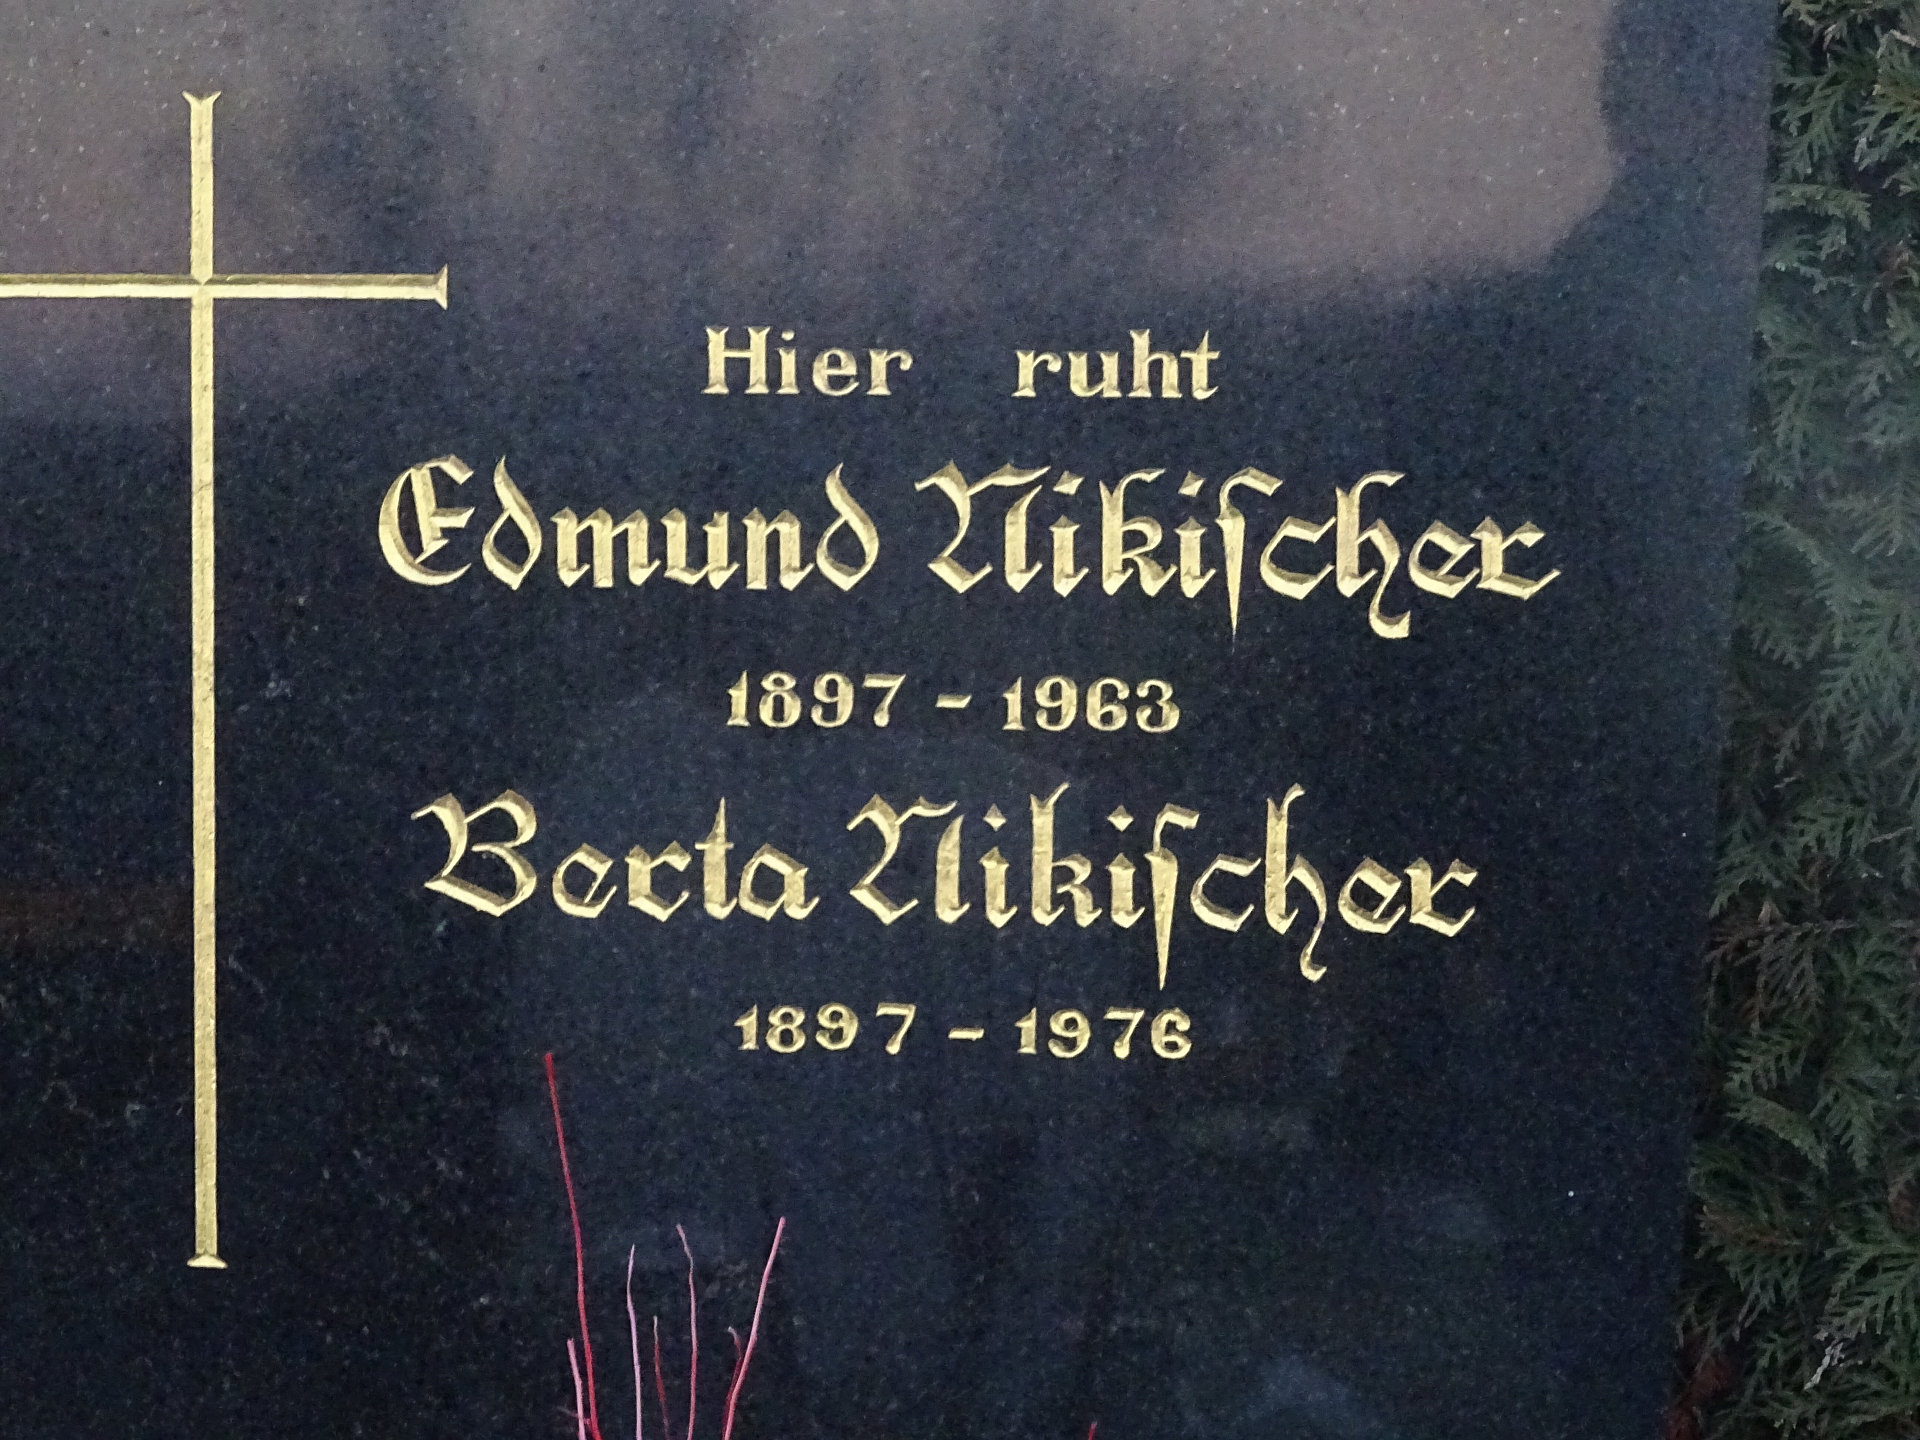 Hier ruht
Edmund Nikiſcher
1897 - 1963
Berta Nikiſcher
1897 - 1976